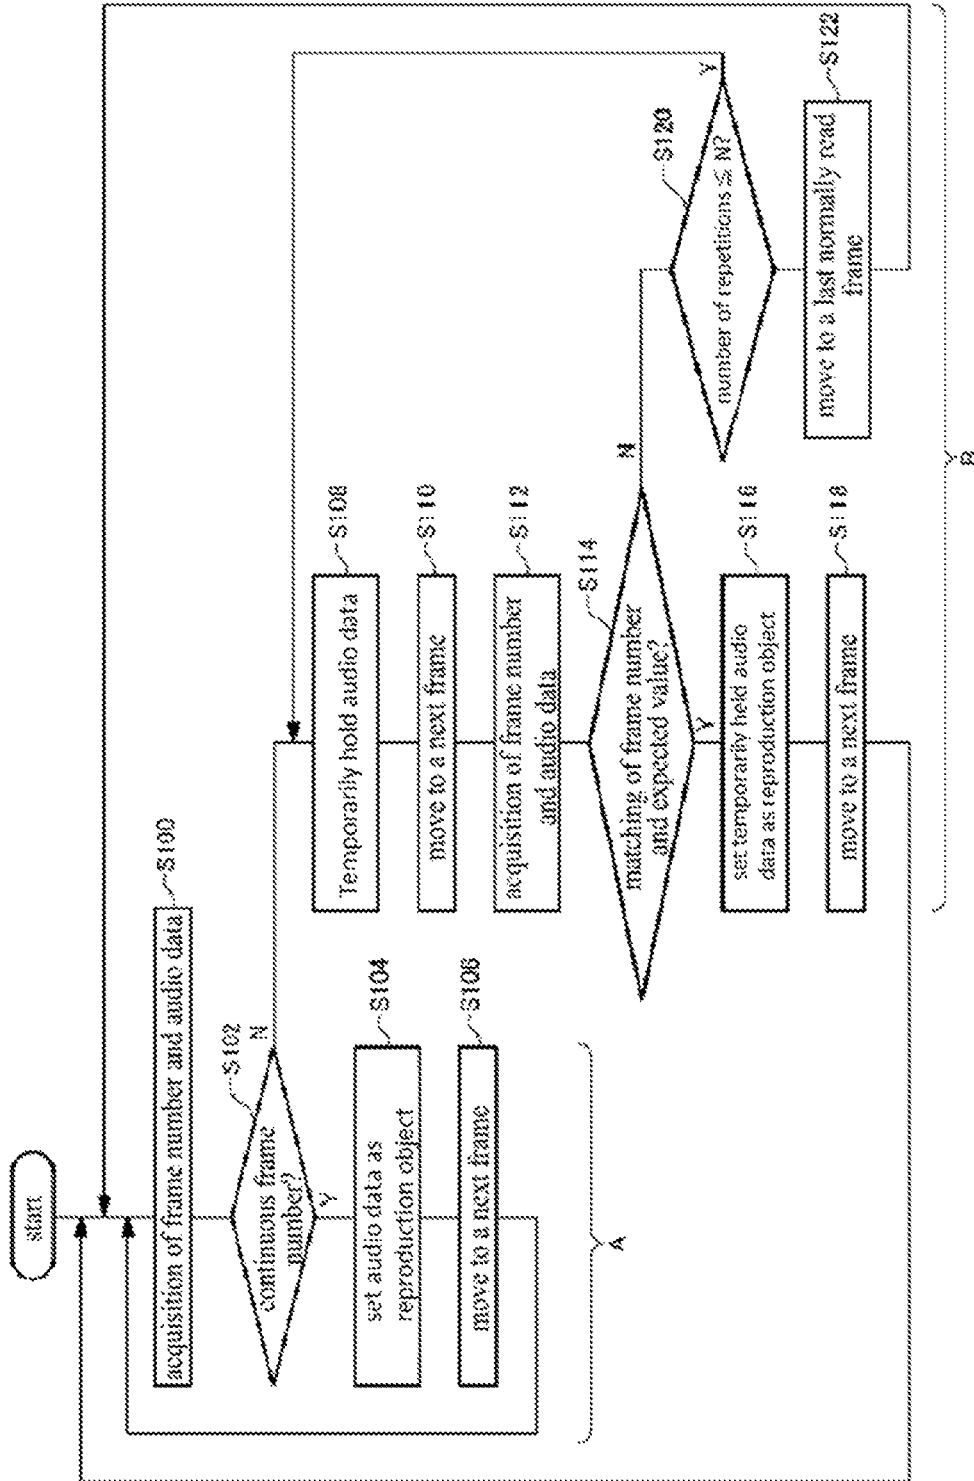 start
acquisition of frame number and audio data
S100
continuous frame
number?
S102
N
Y
set audio data as
reproduction object
S104
move to a next frame
S106
A
Temporarily hold audio data
S108
move to a next frame
S110
acquisition of frame number
and audio data
S112
matching of frame number
and expected value?
S114
N
Y
set temporarily held audio
data as reproduction object
S116
move to a next frame
S118
number of repetitions ≦ N?
S120
Y
move to a last normally read
frame
S122
B